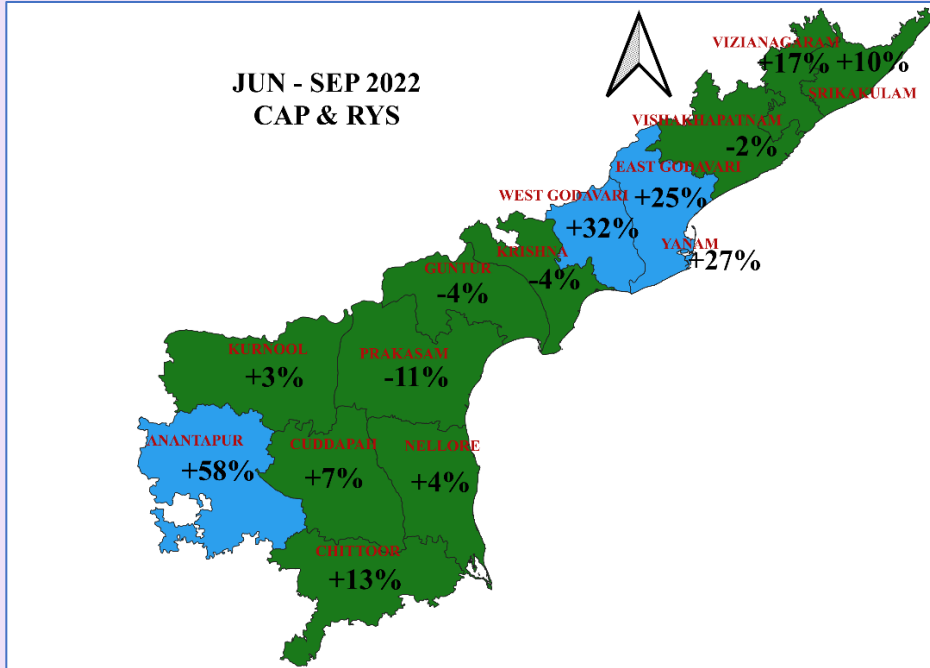 JUN - SEP 2022
CAP & RYS
VIZIANAGARAM
+17%
+10%
SRIKAKULAM
VISHAKHAPATNAM
-2%
EAST GODAVARI
+25%
WEST GODAVARI
+32%
YANAM
+27%
KRISHNA
-4%
GUNTUR
-4%
KURNOOL
+3%
PRAKASAM
-11%
ANANTAPUR
+58%
CUDDAPAH
+7%
NELLORE
+4%
CHITTOOR
+13%